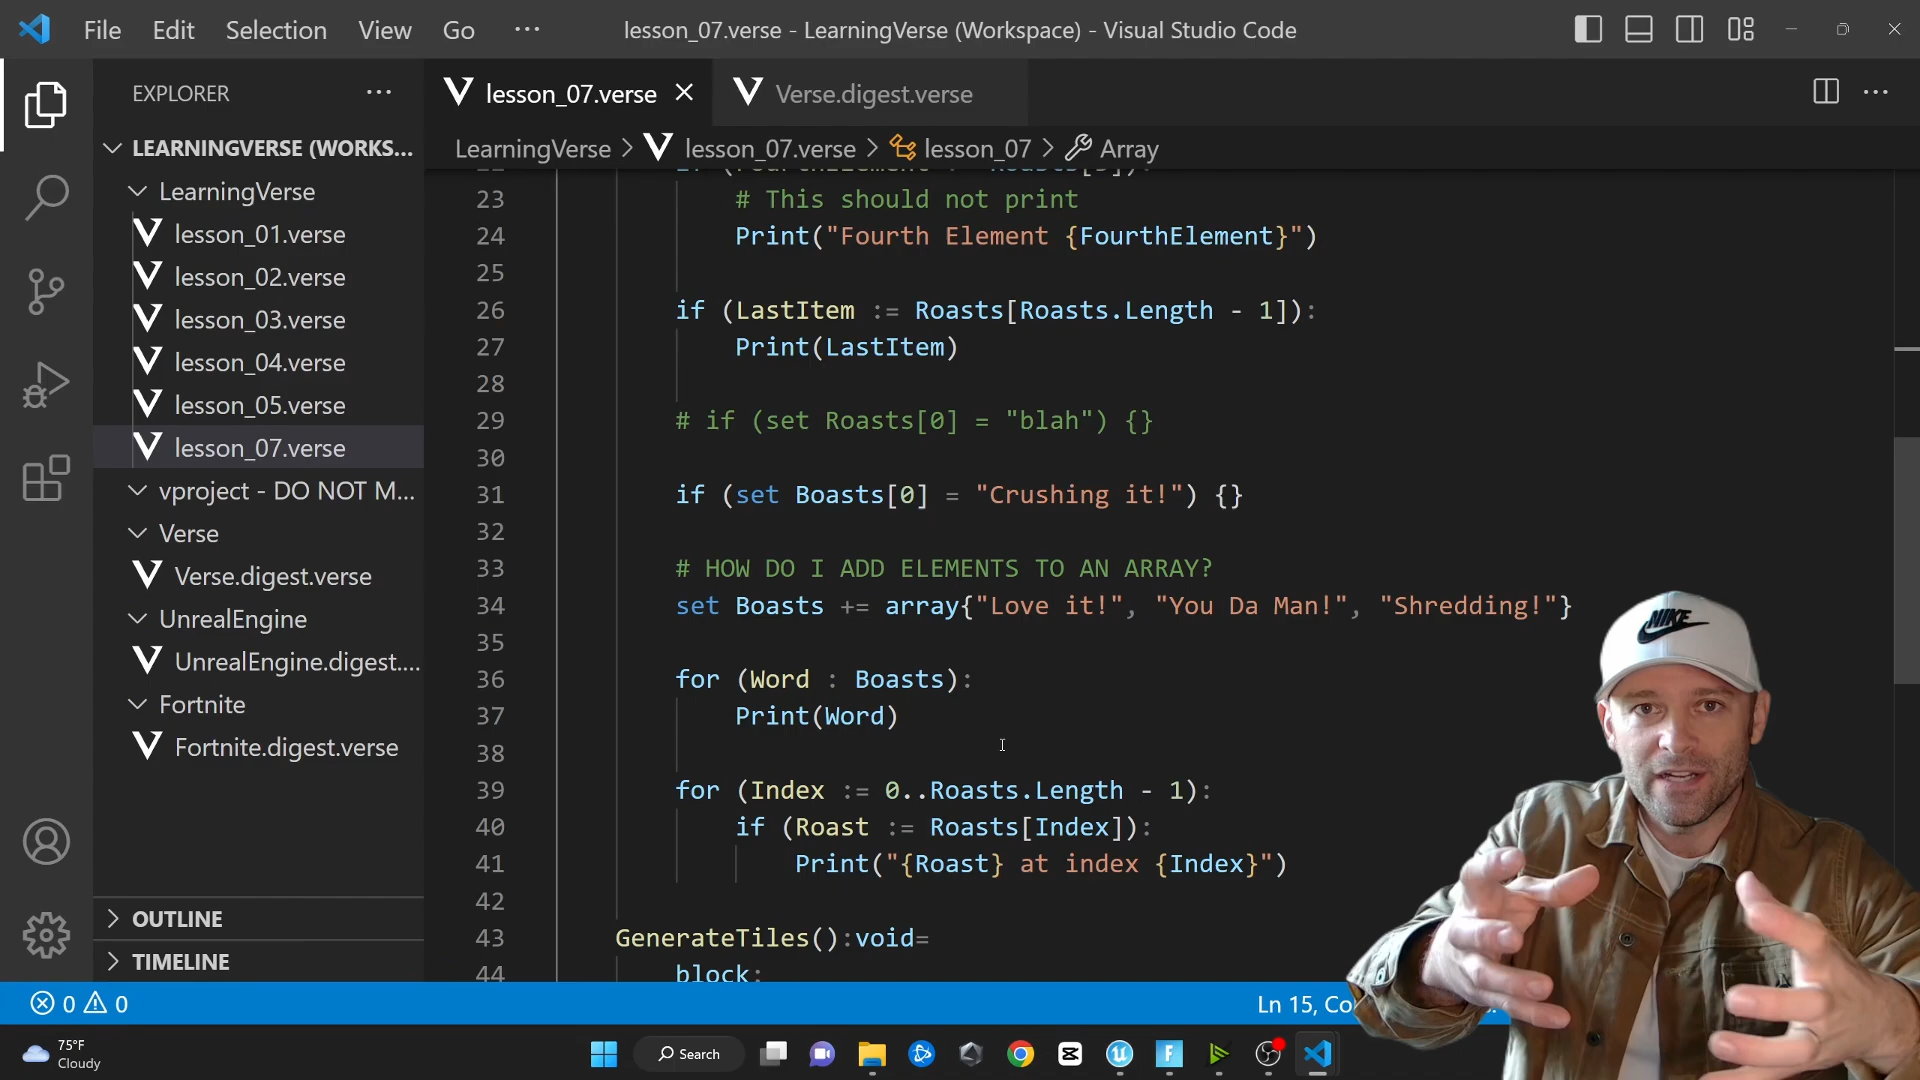 File Edit Selection View Go ···
lesson_07.verse - LearningVerse (Workspace) - Visual Studio Code
EXPLORER ···
lesson_07.verse
Verse.digest.verse
LEARNINGVERSE (WORKS...
LearningVerse > lesson_07.verse > lesson_07 > Array
LearningVerse
lesson_01.verse
lesson_02.verse
lesson_03.verse
lesson_04.verse
lesson_05.verse
lesson_07.verse
vproject - DO NOT M...
Verse
Verse.digest.verse
UnrealEngine
UnrealEngine.digest....
Fortnite
Fortnite.digest.verse
OUTLINE
TIMELINE
23 # This should not print
24 Print("Fourth Element {FourthElement}")
25
26 if (LastItem := Roasts[Roasts.Length - 1]):
27 Print(LastItem)
28
29 # if (set Roasts[0] = "blah") {}
30
31 if (set Boasts[0] = "Crushing it!") {}
32
33 # HOW DO I ADD ELEMENTS TO AN ARRAY?
34 set Boasts += array{"Love it!", "You Da Man!", "Shredding!"}
35
36 for (Word : Boasts):
37 Print(Word)
38
39 for (Index := 0..Roasts.Length - 1):
40 if (Roast := Roasts[Index]):
41 Print("{Roast} at index {Index}")
42
43 GenerateTiles():void=
44 block:
NIKE
0 0
Ln 15, Co
75°F
Cloudy
Search